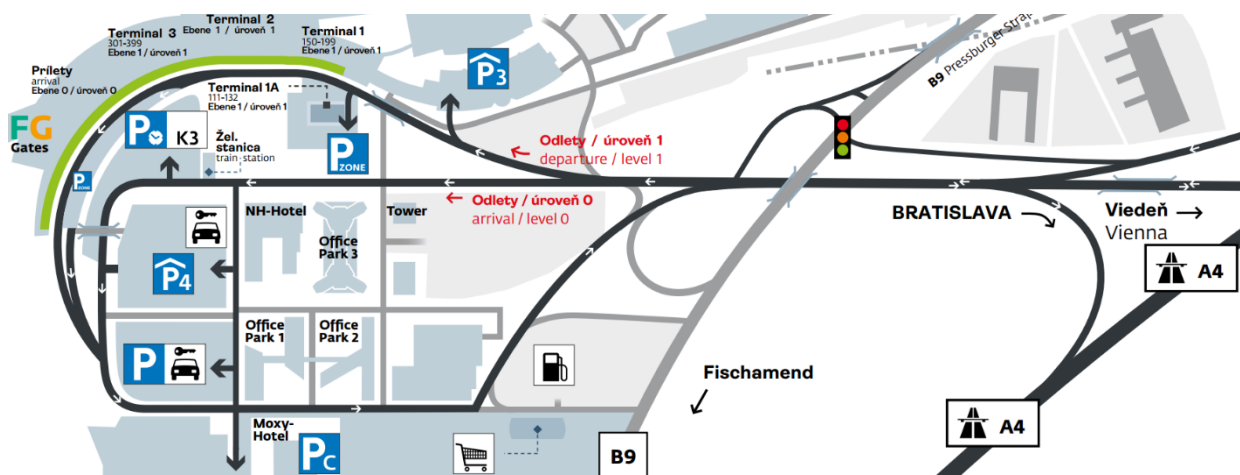 Terminal 2
Ebene 1 / úroveň 1
Terminal 3
301-399
Ebene 1 / úroveň 1
Terminal 1
150-199
Ebene 1 / úroveň 1
Prílety
arrival
Ebene 0 / úroveň 0
Terminal 1A
111-132
Ebene 1 / úroveň 1
P3
B9 Pressburger Straß
FG
Gates
P
K3
Žel.
stanica
train station
P
ZONE
P
ZONE
Odlety / úroveň 1
departure / level 1
Odlety / úroveň 0
arrival / level 0
NH-Hotel
Office
Park 3
Tower
BRATISLAVA
Viedeň
Vienna
A4
P4
Office
Park 1
Office
Park 2
P
Fischamend
A4
Moxy-
Hotel
PC
B9